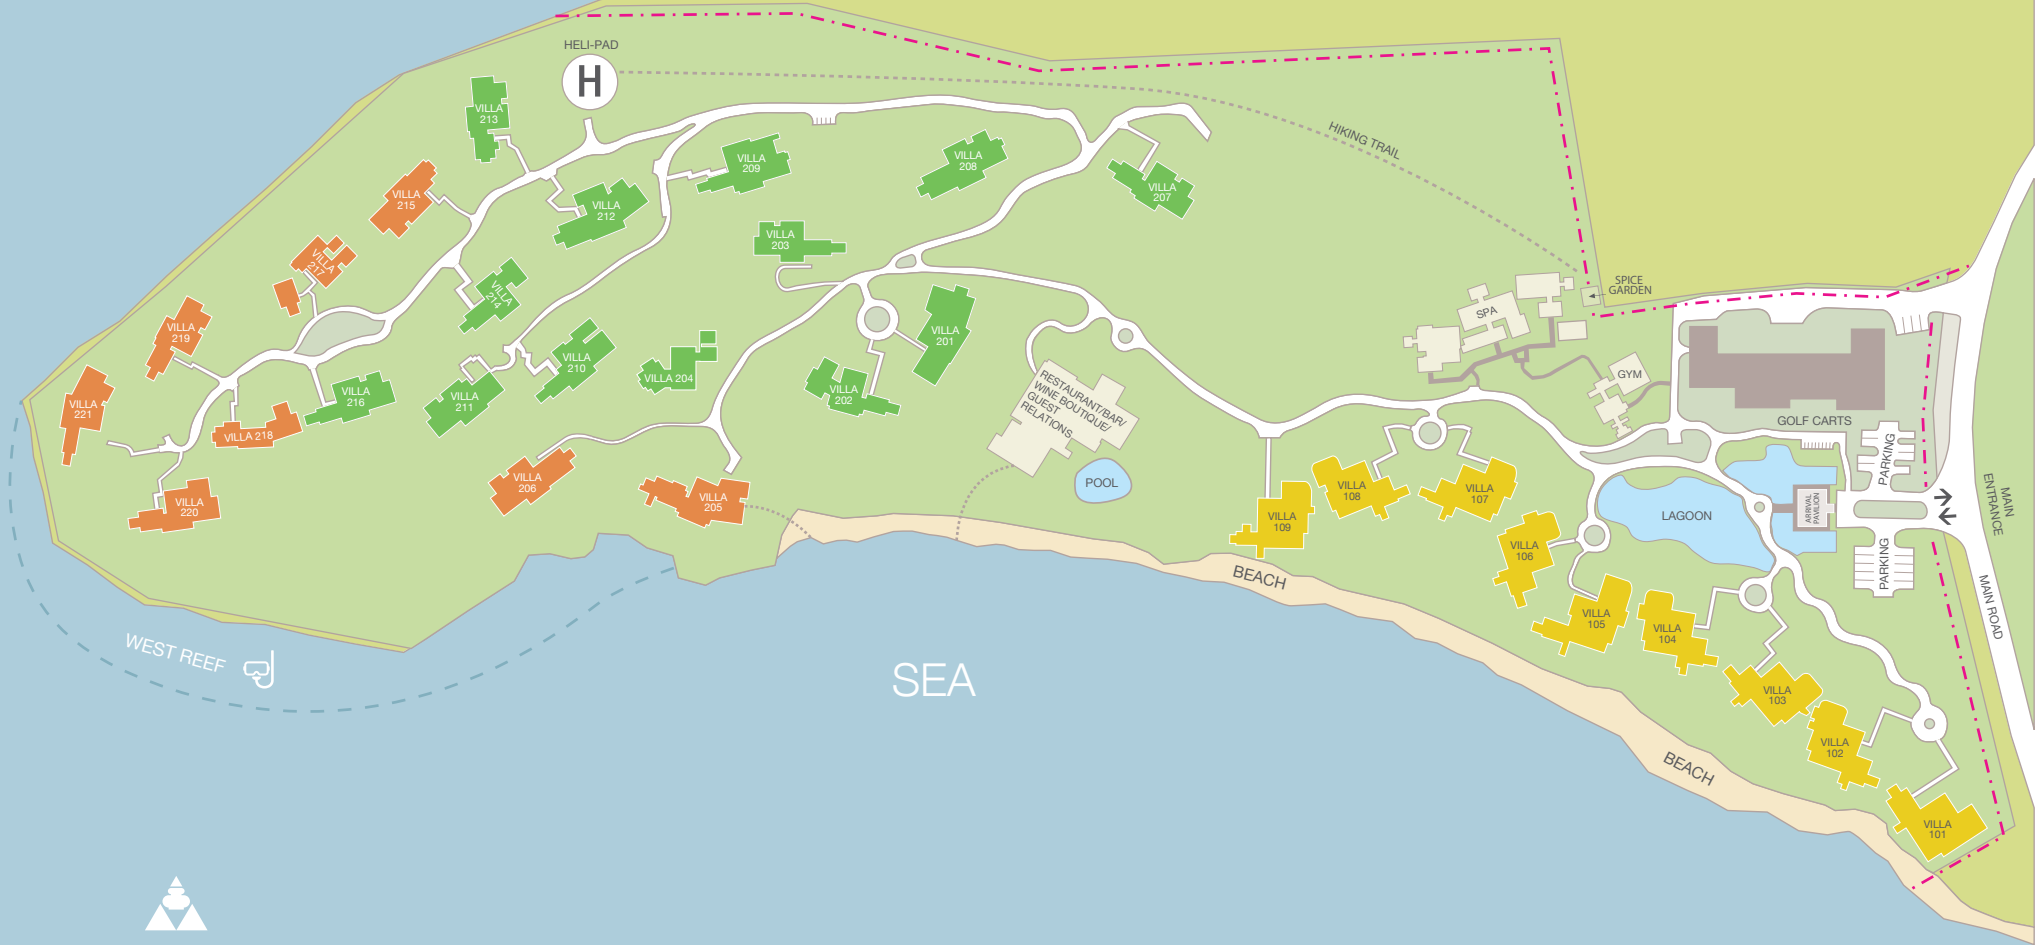 HELI-PAD
H
VILLA
213
VILLA
209
VILLA
208
HIKING TRAIL
VILLA
207
VILLA
215
VILLA
212
VILLA
203
VILLA
217
VILLA
214
SPICE
GARDEN
SPA
VILLA
219
VILLA
201
VILLA
210
VILLA 204
GYM
VILLA
202
VILLA
216
VILLA
211
VILLA
221
RESTAURANT/BAR/
WINE BOUTIQUE/
GUEST
RELATIONS
GOLF CARTS
VILLA 218
PARKING
POOL
VILLA
206
VILLA
205
VILLA
220
VILLA
108
VILLA
107
VILLA
109
LAGOON
ARRIVAL
PAVILION
MAIN
ENTRANCE
VILLA
106
PARKING
BEACH
MAIN ROAD
VILLA
105
VILLA
104
WEST REEF
SEA
VILLA
103
VILLA
102
BEACH
VILLA
101